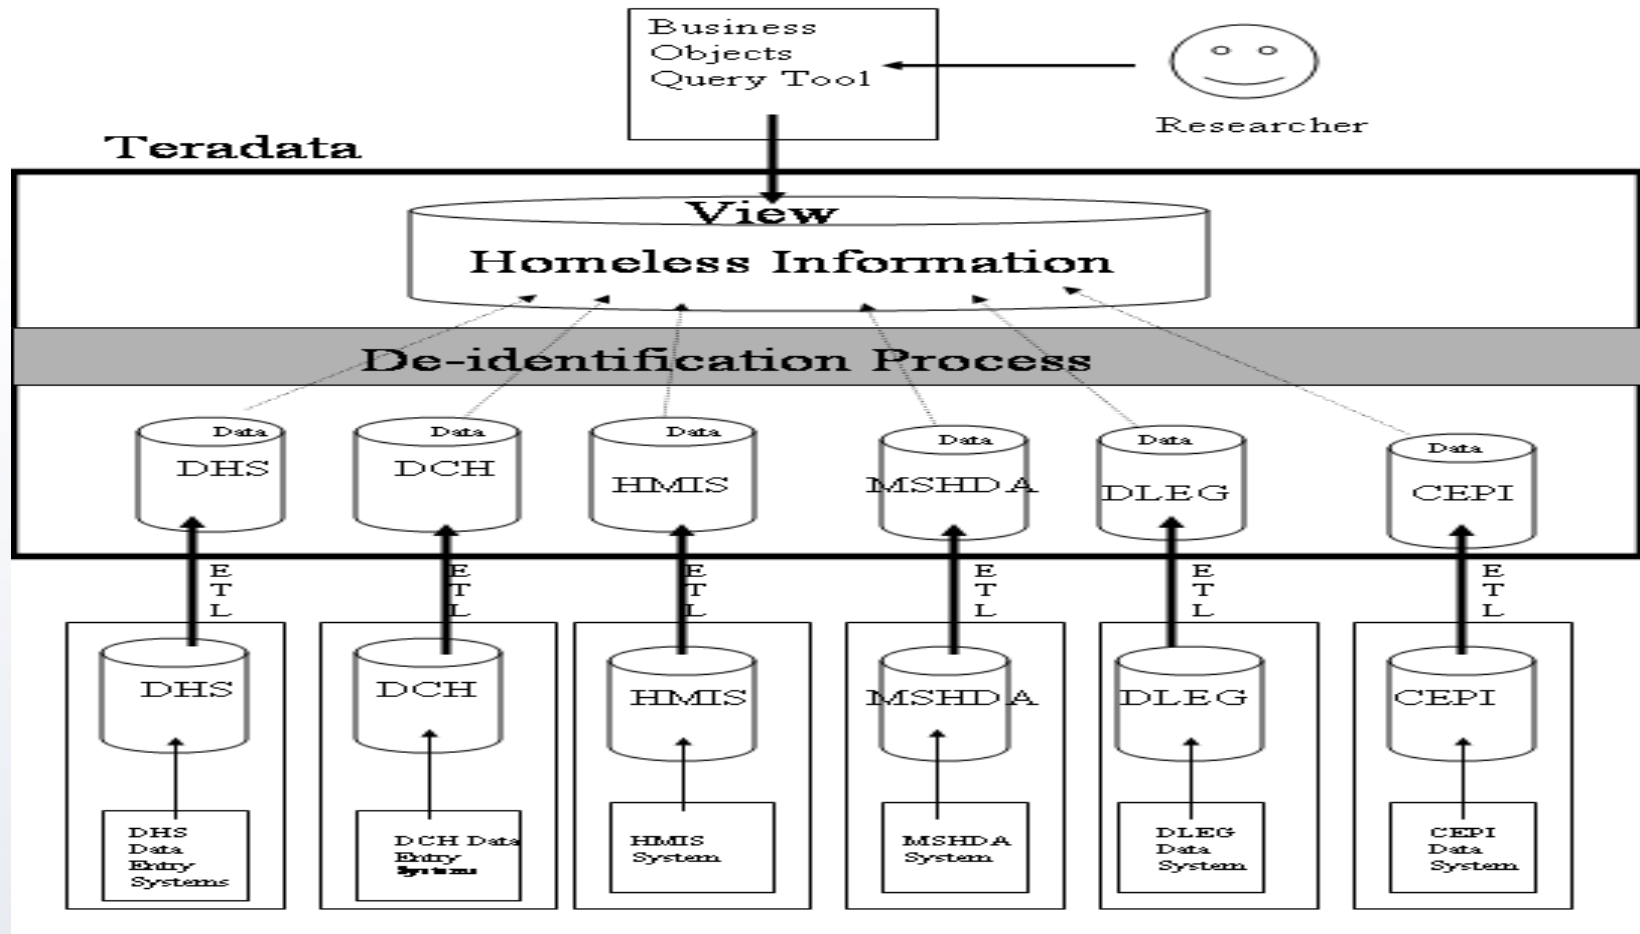 Business
Objects
Query Tool
Researcher
Teradata
View
Homeless Information
De-identification Process
Data
DHS
Data
DCH
Data
HMIS
Data
MSHDA
Data
DLEG
Data
CEPI
E
T
L
E
T
L
E
T
L
E
T
L
E
T
L
E
T
L
DHS
DCH
HMIS
MSHDA
DLEG
CEPI
DHS
Data
Entry
Systems
DCH Data
Entry
Systems
HMIS
System
MSHDA
System
DLEG
Data
System
CEPI
Data
System